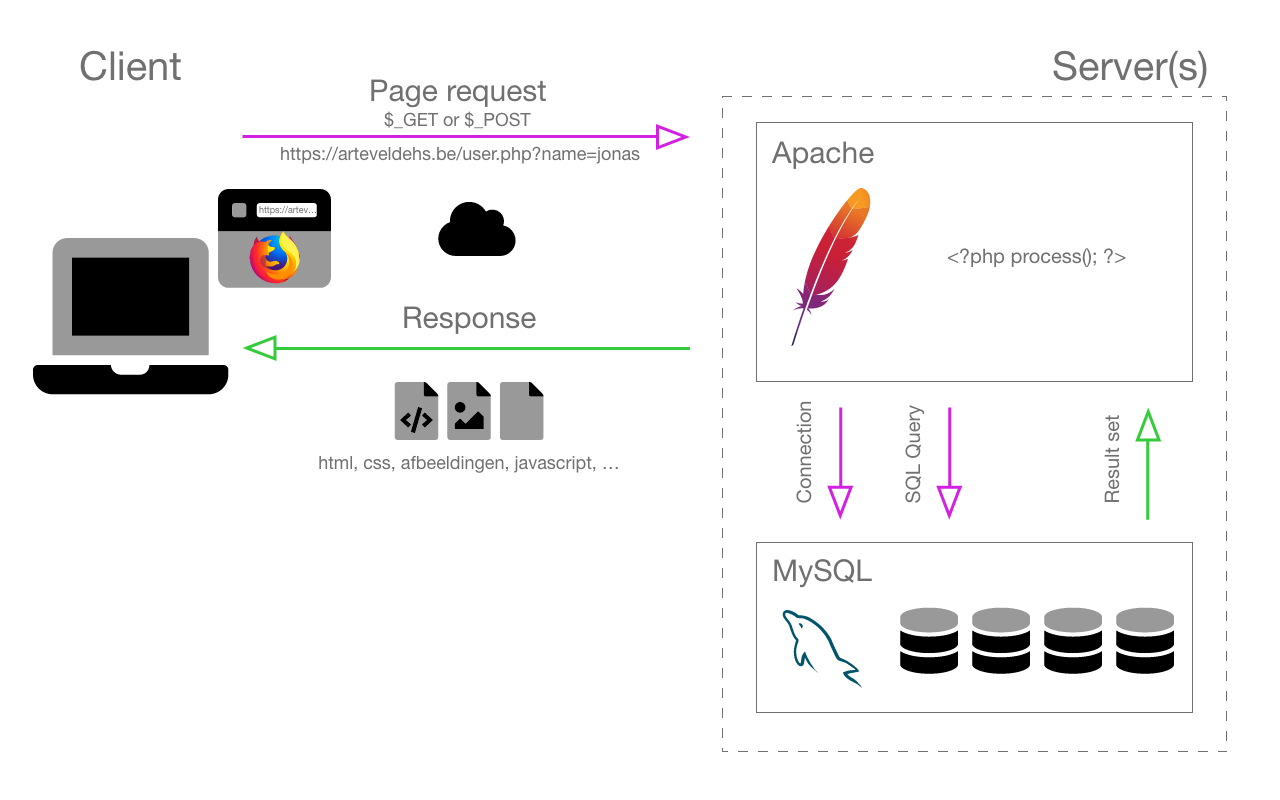 Client
Server(s)
Page request
$_GET or $_POST
https://arteveldehs.be/user.php?name=jonas
https://artev...
Apache
<?php process(); ?>
Response
html, css, afbeeldingen, javascript, …
Connection
SQL Query
Result set
MySQL